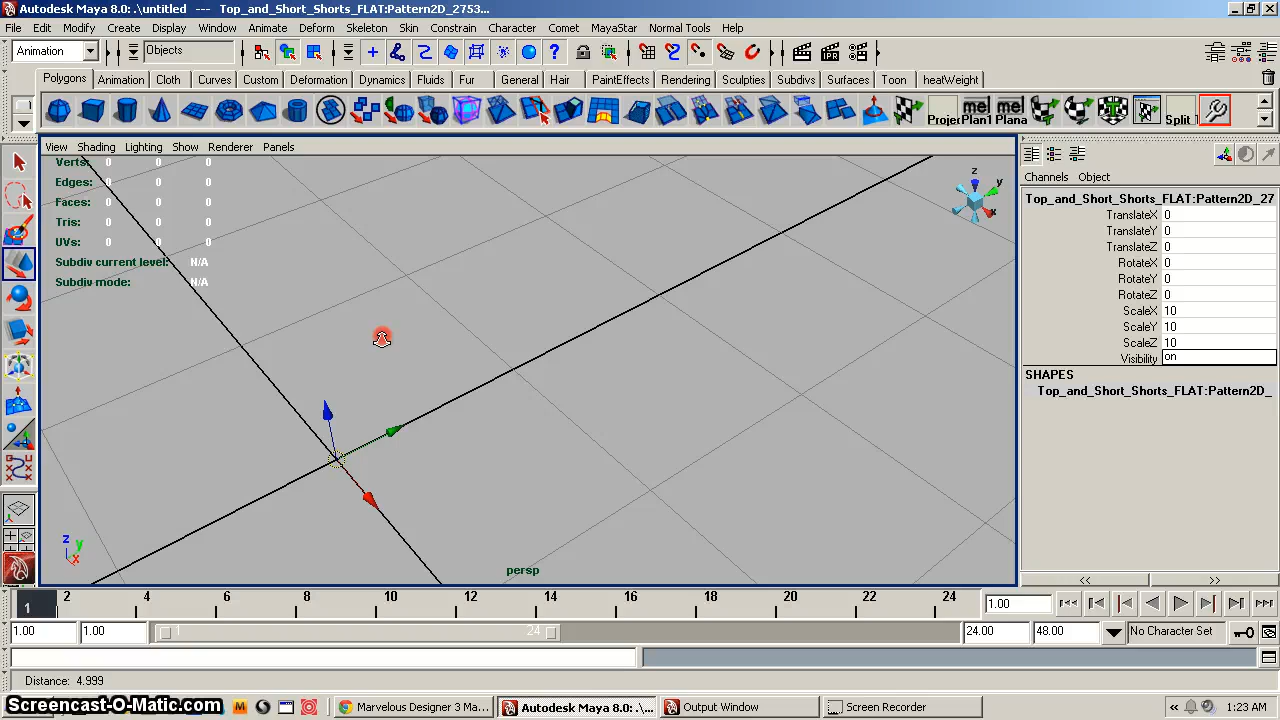 Autodesk Maya 8.0: .\untitled --- Top_and_Short_Shorts_FLAT:Pattern2D_2753...
File Edit Modify Create Display Window Animate Deform Skeleton Skin Constrain Character Comet MayaStar Normal Tools Help
Animation Objects
Polygons Animation Cloth Curves Custom Deformation Dynamics Fluids Fur General Hair PaintEffects Rendering Sculptes Subdivs Surfaces Toon heatWeight
IPR
mel mel
Projer Plan1 Plana Split
View Shading Lighting Show Renderer Panels
Channels Object
Verts: 0 0 0
Edges: 0 0 0
Faces: 0 0 0
Tris: 0 0 0
UVs: 0 0 0
Subdiv current level: N/A
Subdiv mode: N/A
z
y
x
z
y
x
persp
Top_and_Short_Shorts_FLAT:Pattern2D_27
TranslateX 0
TranslateY 0
TranslateZ 0
RotateX 0
RotateY 0
RotateZ 0
ScaleX 10
ScaleY 10
ScaleZ 10
Visibility on
SHAPES
Top_and_Short_Shorts_FLAT:Pattern2D_
<< >>
1 2 4 6 8 10 12 14 16 18 20 22 24 1.00
1.00 1.00 1 24 24.00 48.00 No Character Set
Distance: 4.999
Screencast-O-Matic.com
Marvelous Designer 3 Ma... Autodesk Maya 8.0: .\... Output Window Screen Recorder « 1:23 AM